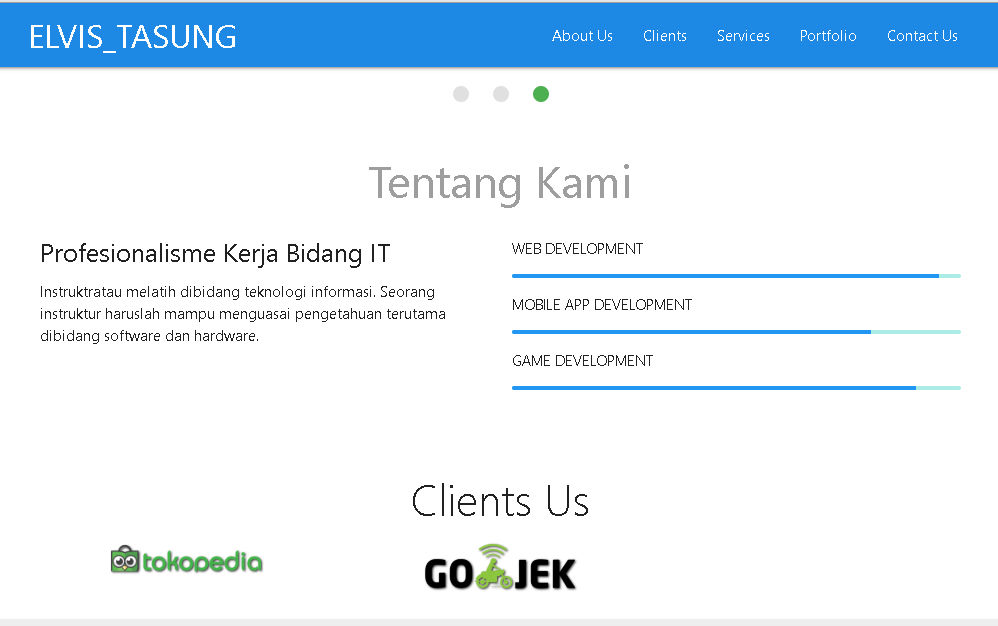 ELVIS_TASUNG
About Us
Clients
Services
Portfolio
Contact Us
Tentang Kami
Profesionalisme Kerja Bidang IT
Instruktratau melatih dibidang teknologi informasi. Seorang
instruktur haruslah mampu menguasai pengetahuan terutama
dibidang software dan hardware.
WEB DEVELOPMENT
MOBILE APP DEVELOPMENT
GAME DEVELOPMENT
Clients Us
tokopedia
GO JEK